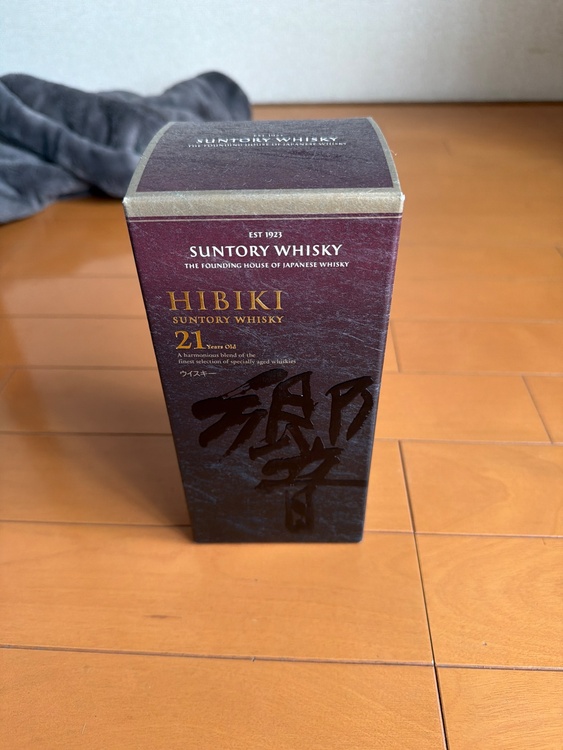 EST 1923
SUNTORY WHISKY
THE FOUNDING HOUSE OF JAPANESE WHISKY
EST 1923
SUNTORY WHISKY
THE FOUNDING HOUSE OF JAPANESE WHISKY
HIBIKI
SUNTORY WHISKY
21 Years Old
A harmonious blend of the
finest selection of specially aged whiskies
ウイスキー
響